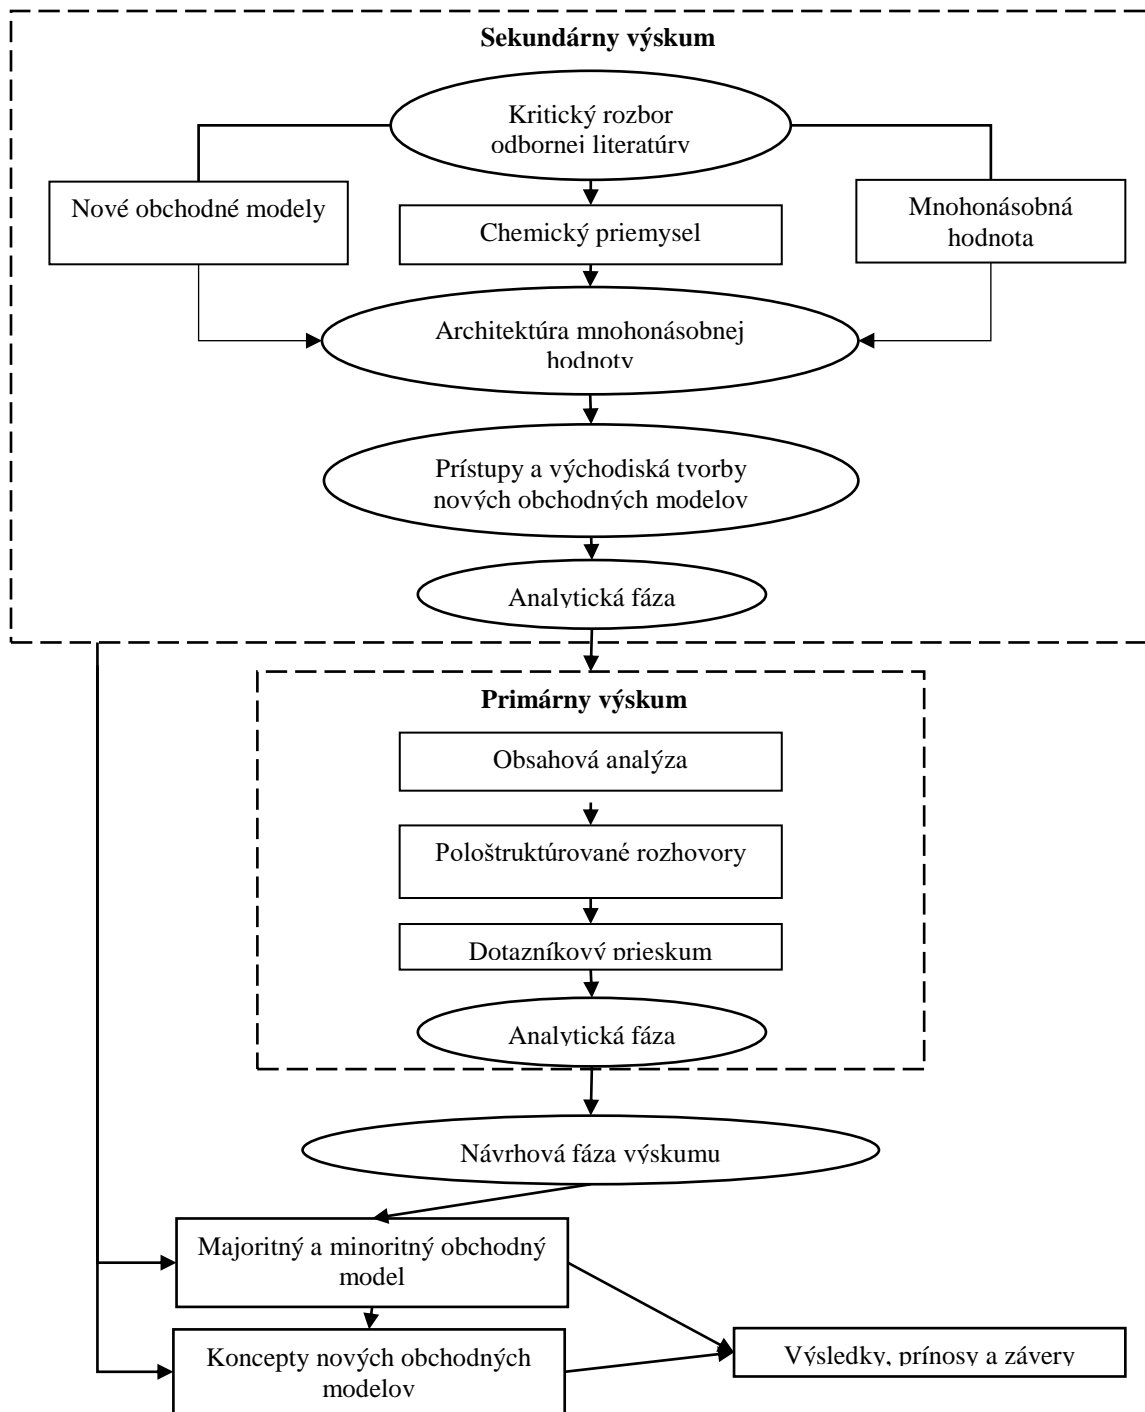 Sekundárny výskum
Kritický rozbor
odbornej literatúry
Nové obchodné modely
Chemický priemysel
Mnohonásobná
hodnota
Architektúra mnohonásobnej
hodnoty
Prístupy a východiská tvorby
nových obchodných modelov
Analytická fáza
Primárny výskum
Obsahová analýza
Pološtruktúrované rozhovory
Dotazníkový prieskum
Analytická fáza
Návrhová fáza výskumu
Majoritný a minoritný obchodný
model
Koncepty nových obchodných
modelov
Výsledky, prínosy a závery